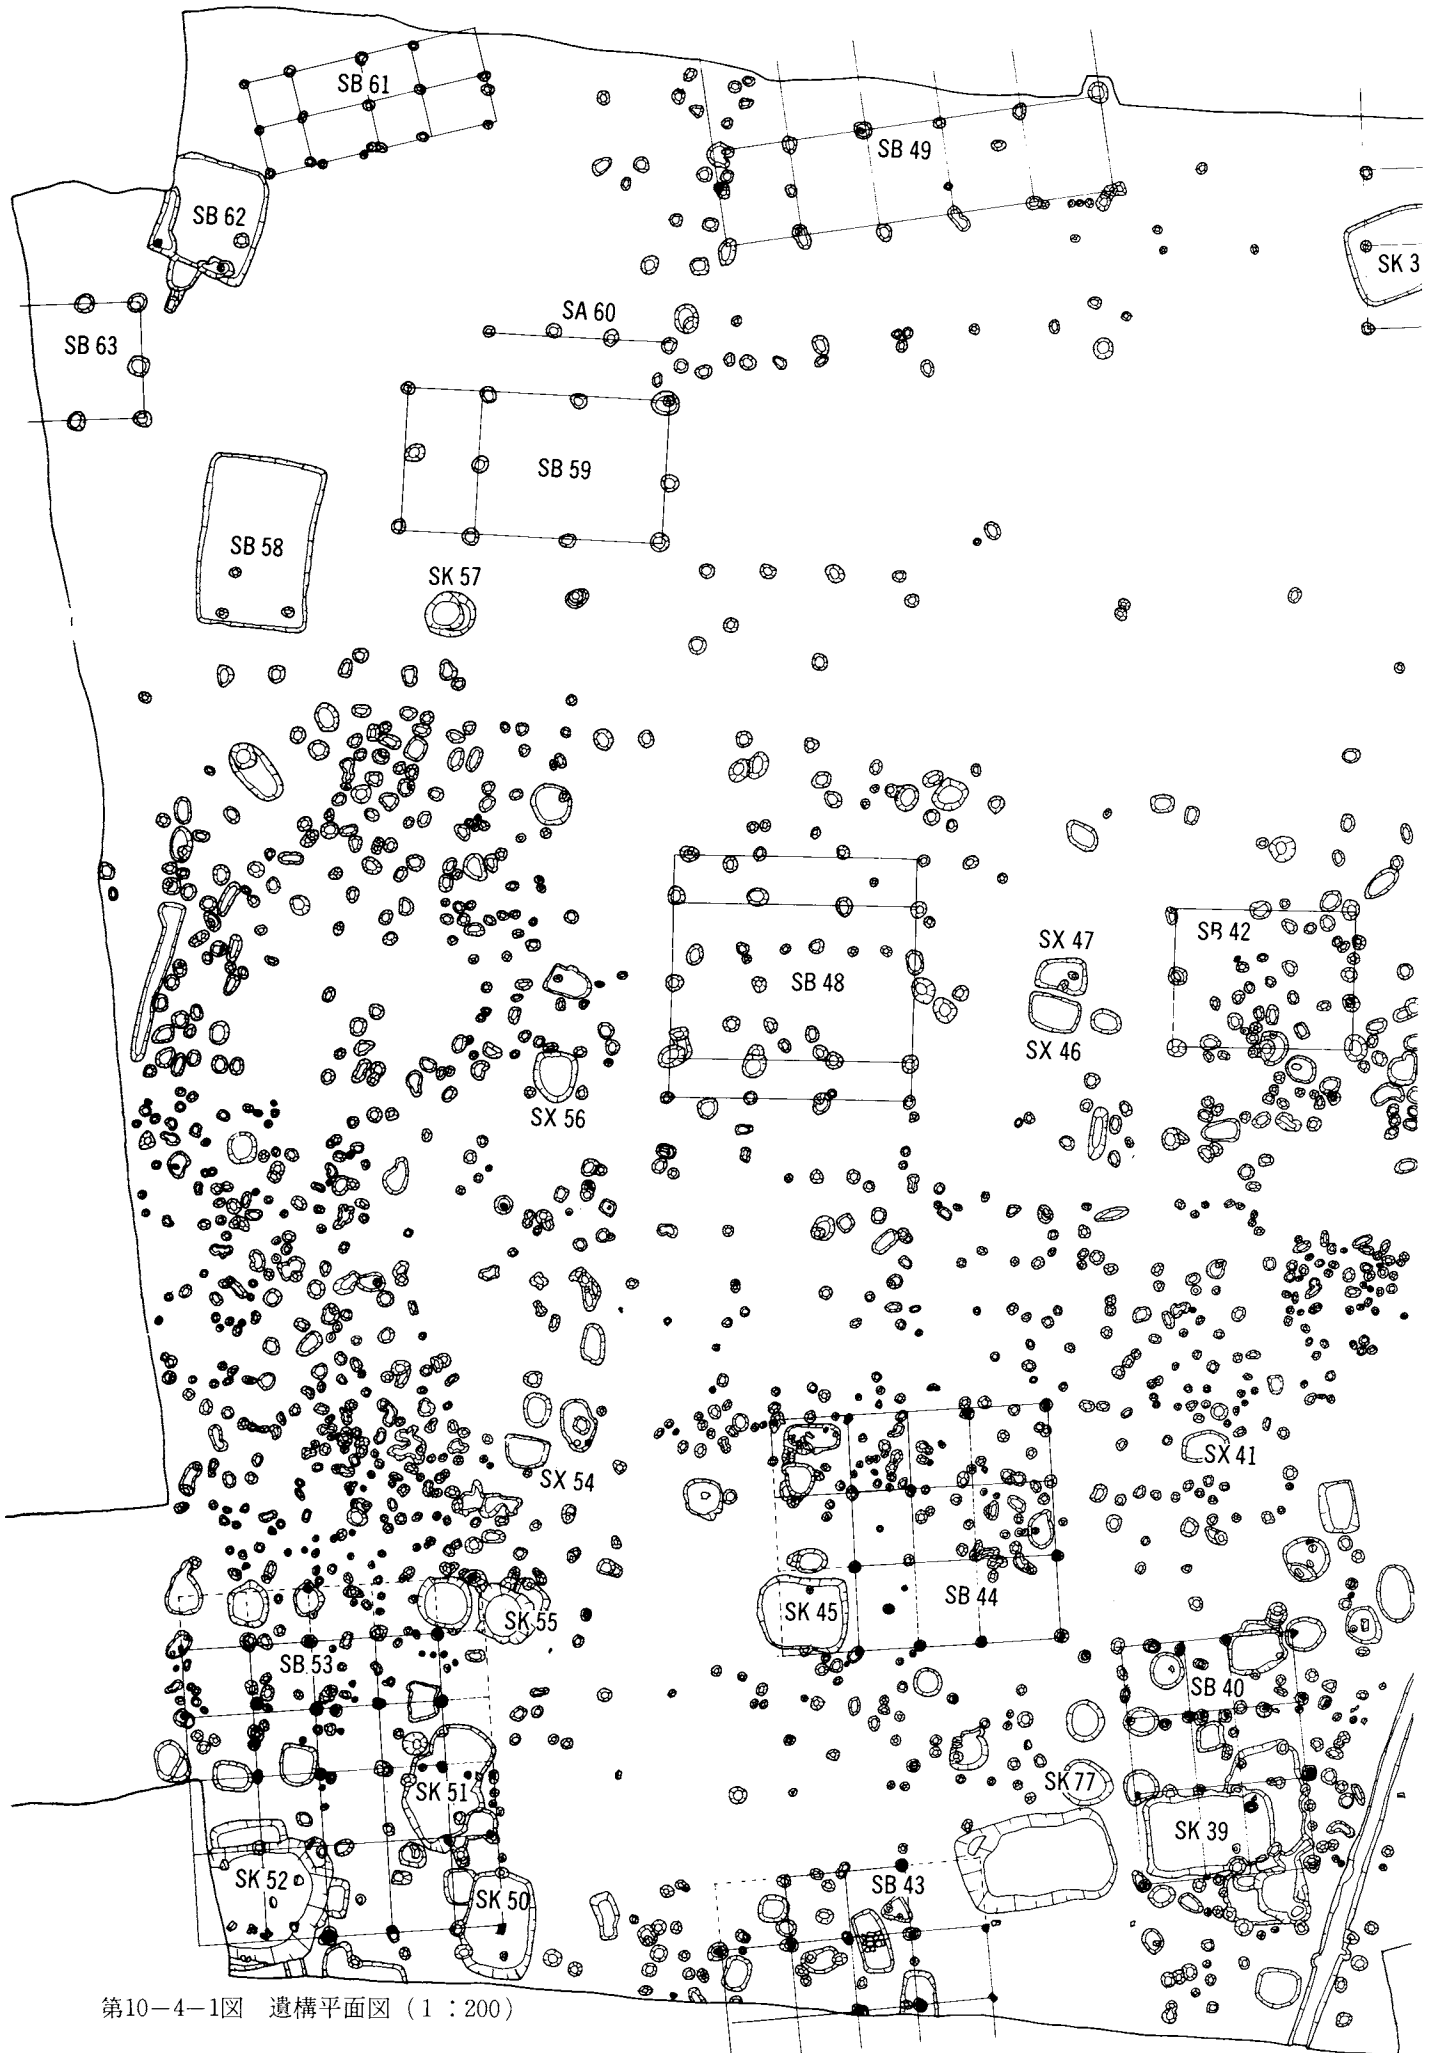 SB 61
SB 49
SB 62
SK 3
SA 60
SB 63
SB 59
SB 58
SK 57
SB 42
SX 47
SB 48
SX 46
SX 56
SX 41
SX 54
SB 44
SK 45
SK 55
SB 53
SB 40
SK 77
SK 51
SK 39
SK 52
SB 43
SK 50
第10−4−1図 遺構平面図 (1:200)